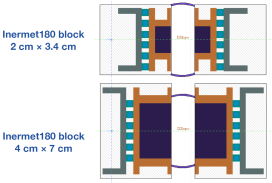 Inermet180 block
2 cm × 3.4 cm
Inermet180 block
4 cm × 7 cm